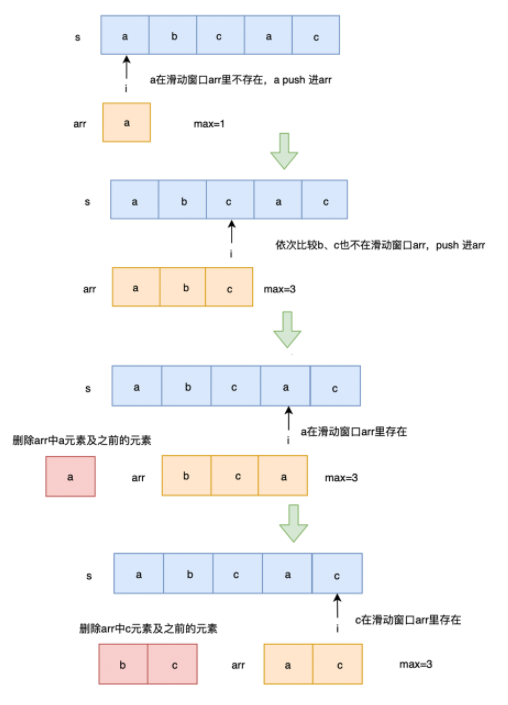 s a b c a c
a在滑动窗口arr里不存在，a push 进arr
i
arr a max=1
s a b c a c
i
依次比较b、c也不在滑动窗口arr，push 进arr
arr a b c max=3
s a b c a c
a在滑动窗口arr里存在
i
删除arr中a元素及之前的元素
a arr b c a max=3
s a b c a c
c在滑动窗口arr里存在
i
删除arr中c元素及之前的元素
b c arr a c max=3